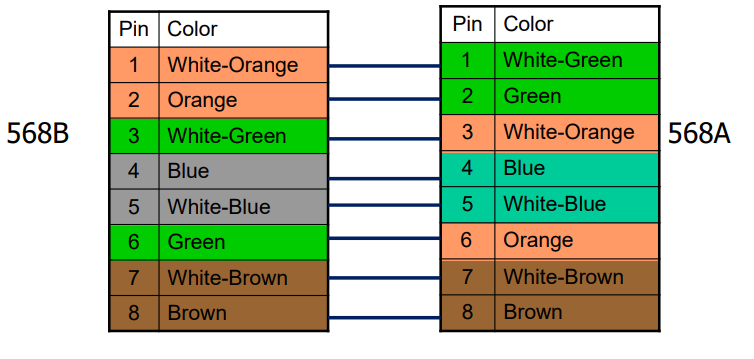 Pin Color
1 White-Orange
2 Orange
3 White-Green
4 Blue
5 White-Blue
6 Green
7 White-Brown
8 Brown
568B
Pin Color
1 White-Green
2 Green
3 White-Orange
4 Blue
5 White-Blue
6 Orange
7 White-Brown
8 Brown
568A